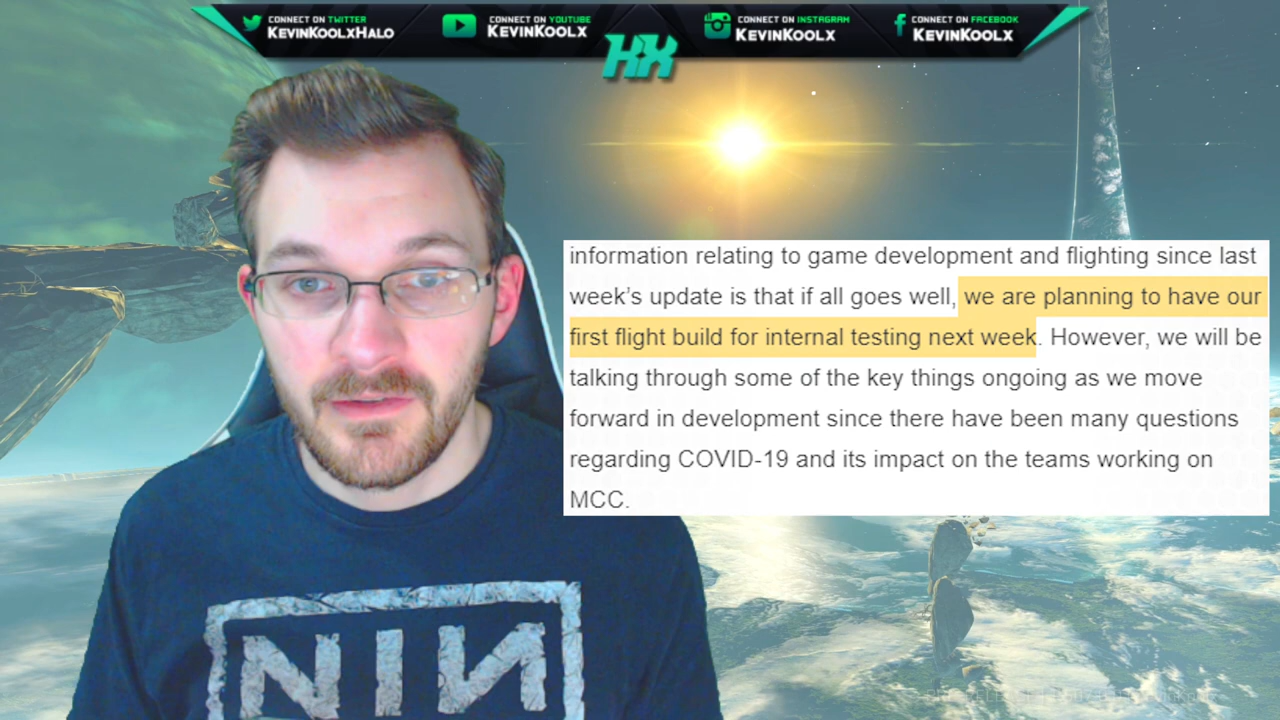 CONNECT ON TWITTER
KEVINKOOLXHALO
CONNECT ON YOUTUBE
KEVINKOOLX
CONNECT ON INSTAGRAM
KEVINKOOLX
CONNECT ON FACEBOOK
KEVINKOOLX
KX
information relating to game development and flighting since last
week's update is that if all goes well, we are planning to have our
first flight build for internal testing next week. However, we will be
talking through some of the key things ongoing as we move
forward in development since there have been many questions
regarding COVID-19 and its impact on the teams working on
MCC.
NIN